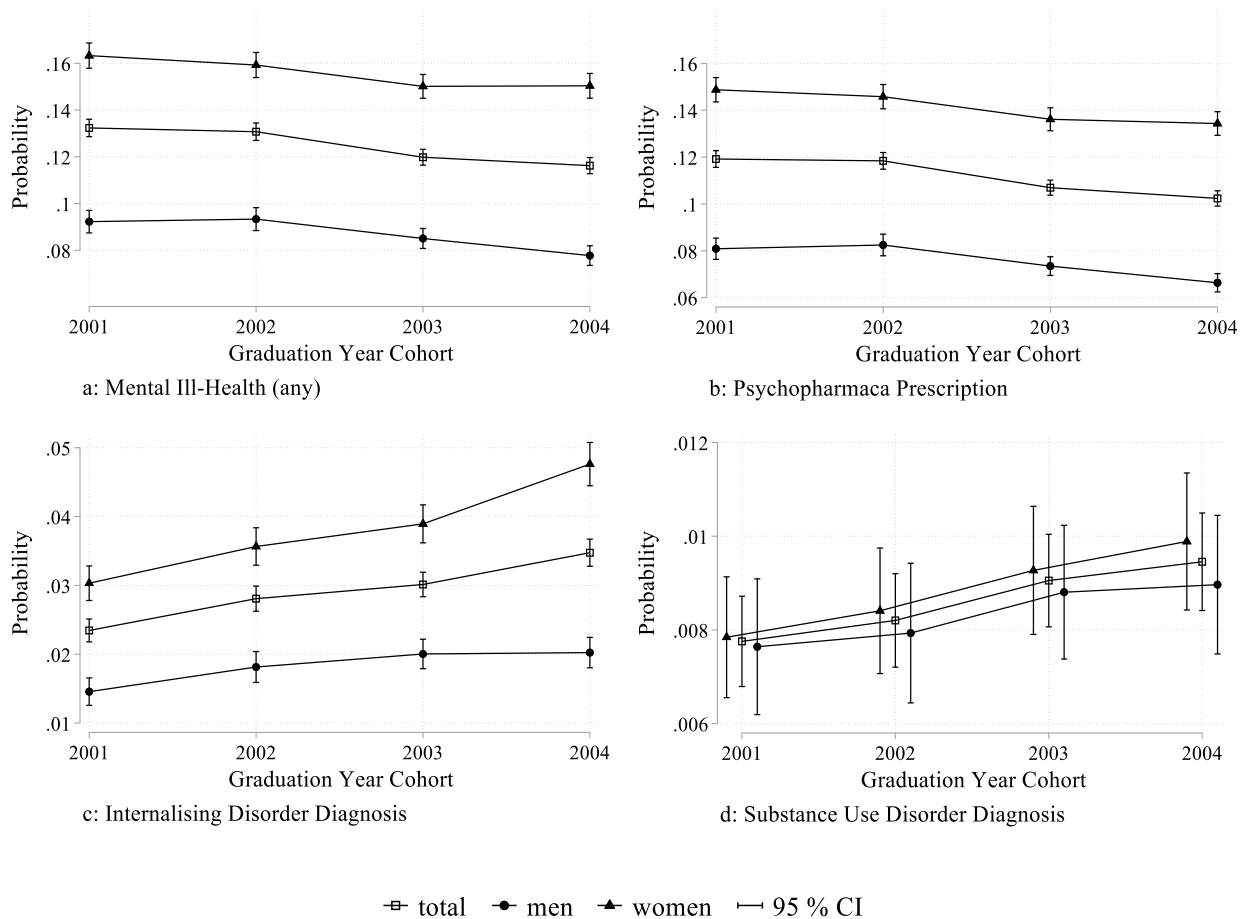 .16
.14
.12
.1
.08
Probability
2001 2002 2003 2004
Graduation Year Cohort
a: Mental Ill-Health (any)
.16
.14
.12
.1
.08
.06
Probability
2001 2002 2003 2004
Graduation Year Cohort
b: Psychopharmaca Prescription
.05
.04
.03
.02
.01
Probability
2001 2002 2003 2004
Graduation Year Cohort
c: Internalising Disorder Diagnosis
.012
.01
.008
.006
Probability
2001 2002 2003 2004
Graduation Year Cohort
d: Substance Use Disorder Diagnosis
total men women 95 % CI